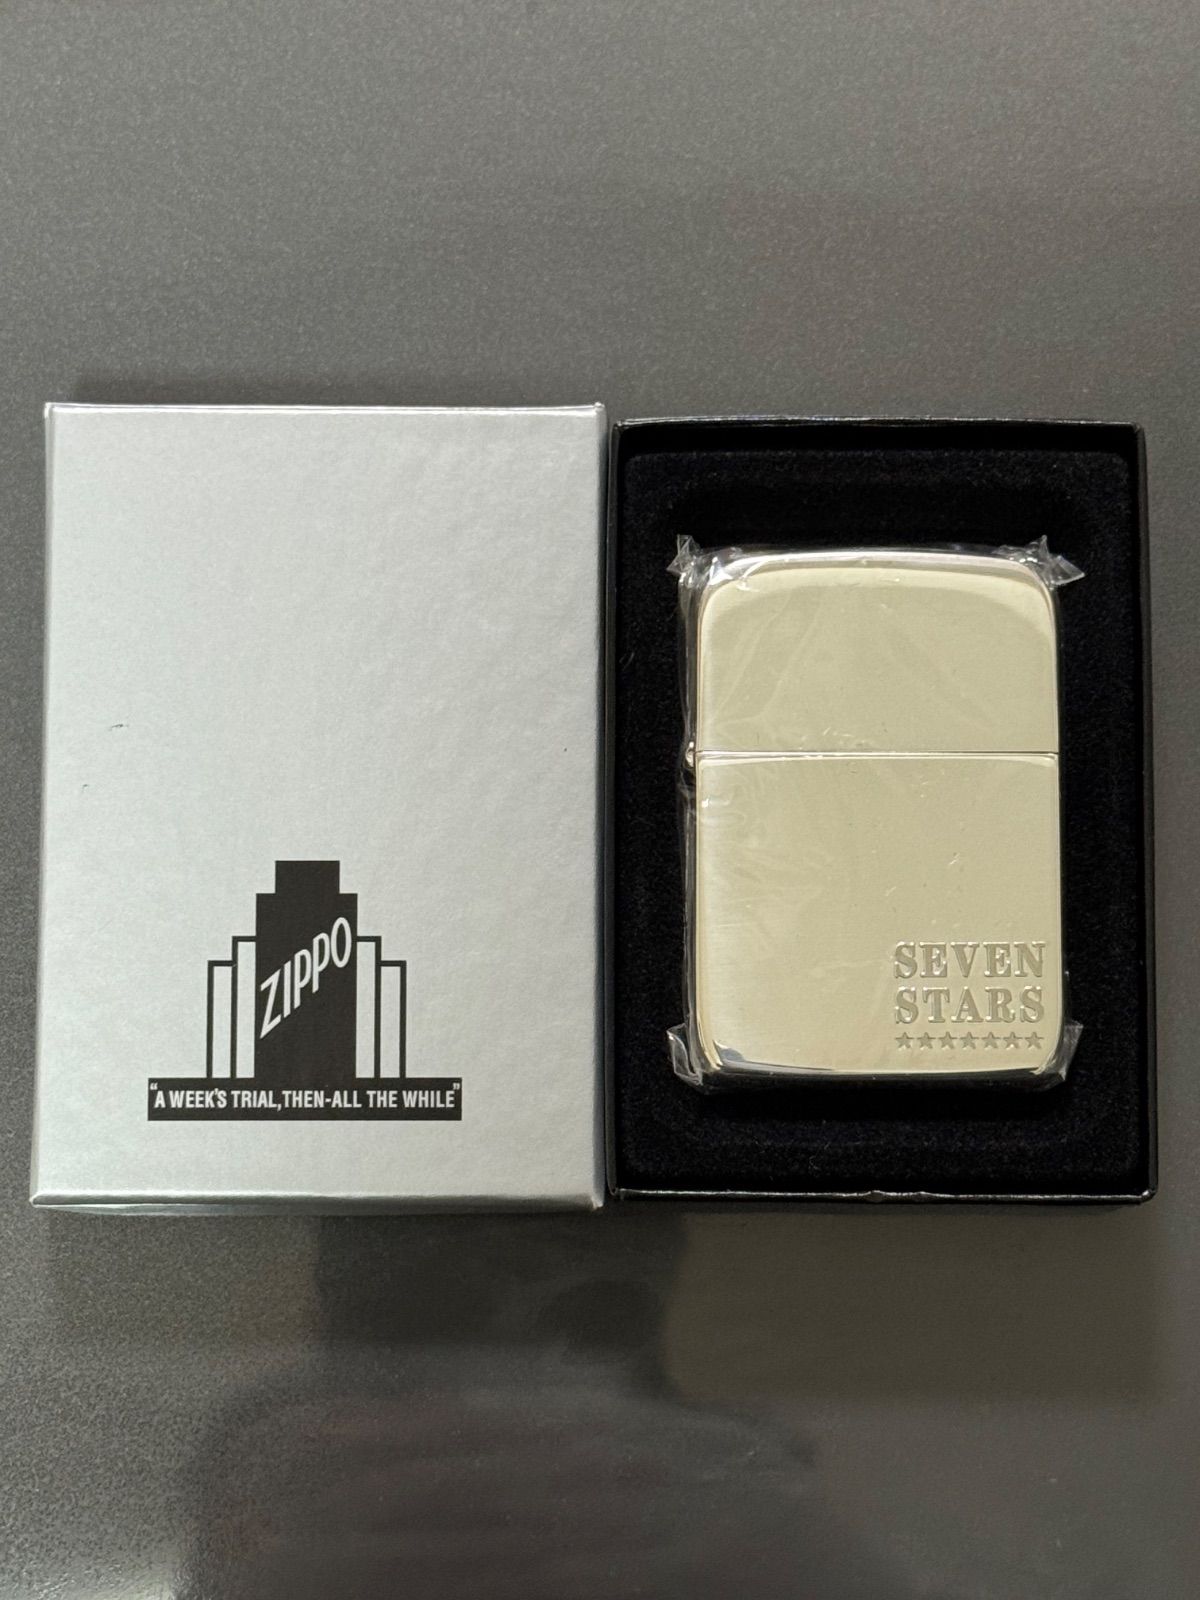 ZIPPO
"A WEEK'S TRIAL, THEN-ALL THE WHILE"
SEVEN
STARS
★★★★★★★